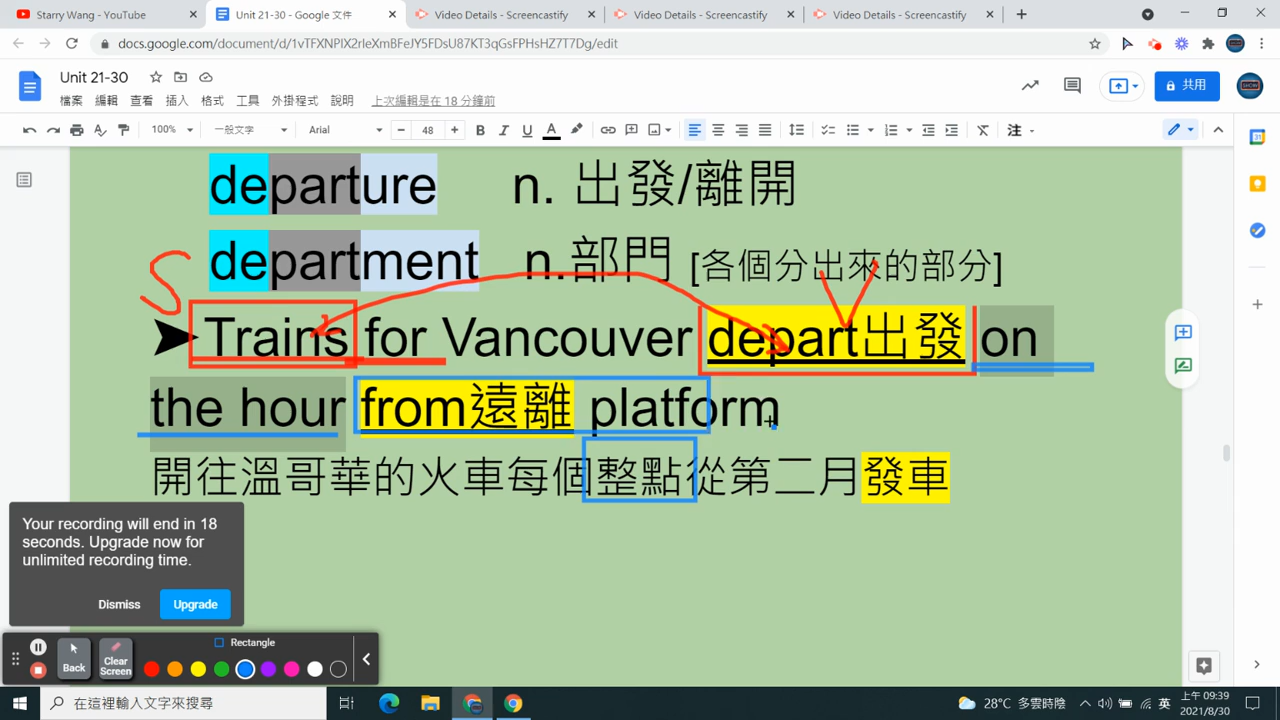 Starry Wang - YouTube
Unit 21-30 - Google 文件
Video Details - Screencastify
Video Details - Screencastify
Video Details - Screencastify
docs.google.com/document/d/1vTFXNPIX2rleXmBFeJY5FDsU87KT3qGsFPHsHZ7T7Dg/edit
Unit 21-30
檔案 編輯 查看 插入 格式 工具 外掛程式 說明 上次編輯是在 18 分鐘前
共用
100% 一般文字 Arial 48 B I U A 注
departure n. 出發/離開
department n.部門 [各個分出來的部分]
S V
➤Trains for Vancouver depart出發 on
the hour from遠離 platform
開往溫哥華的火車每個整點從第二月發車
Your recording will end in 18
seconds. Upgrade now for
unlimited recording time.
Dismiss Upgrade
Rectangle
Back
Clear
Screen
在這裡輸入文字來搜尋
28°C 多雲時晴
英
上午 09:39
2021/8/30